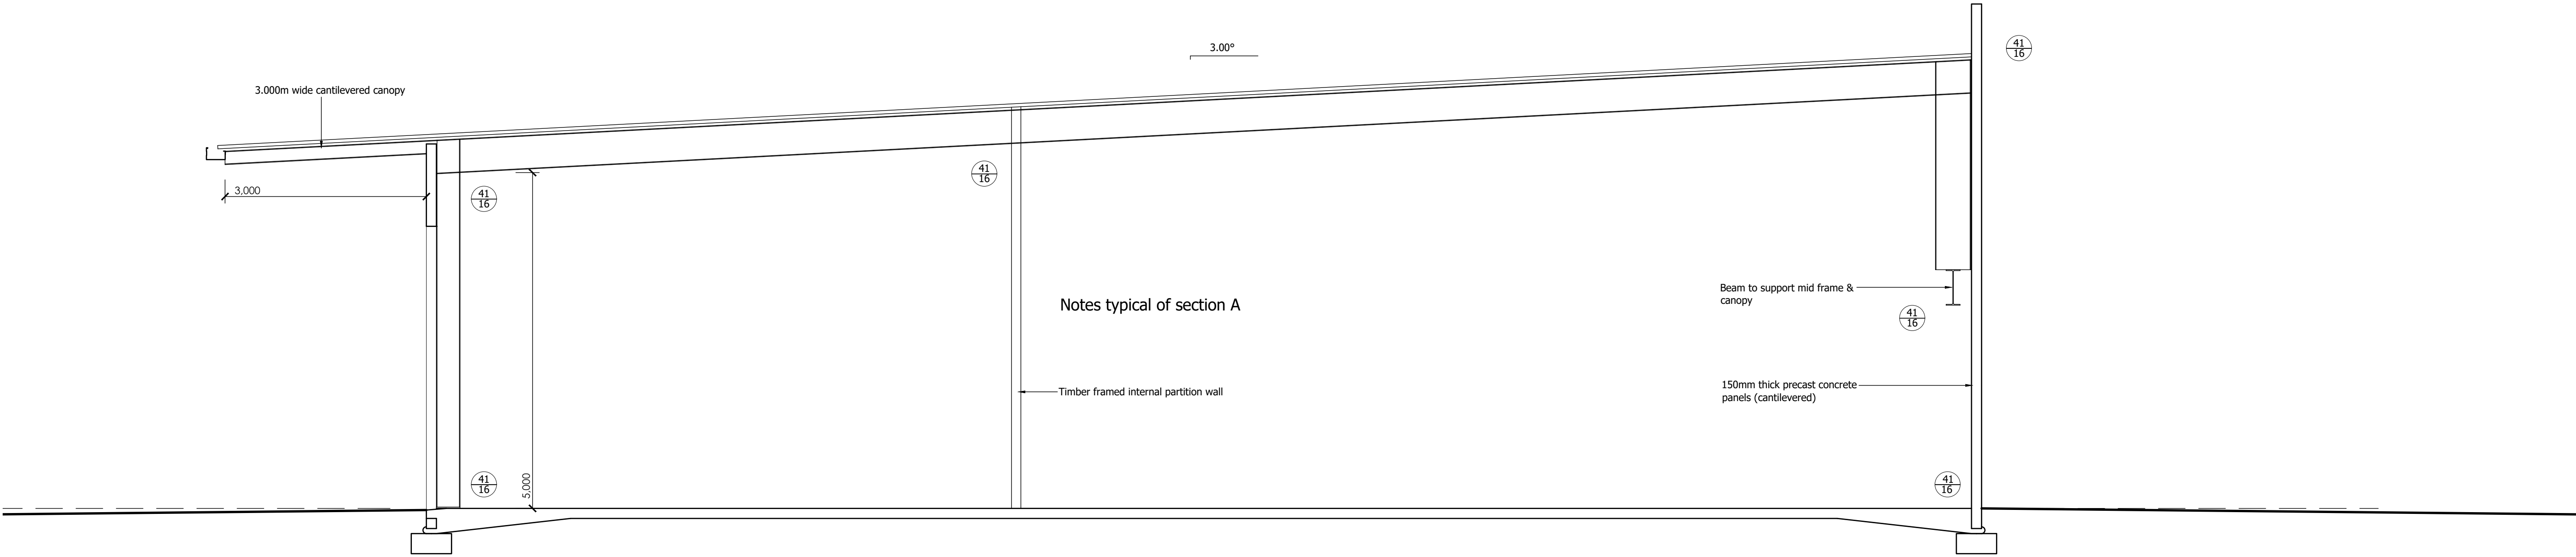 3.00°
41
16
3.000m wide cantilevered canopy
41
16
3,000
41
16
Notes typical of section A
Beam to support mid frame &
canopy
41
16
Timber framed internal partition wall
150mm thick precast concrete
panels (cantilevered)
41
16
5,000
41
16